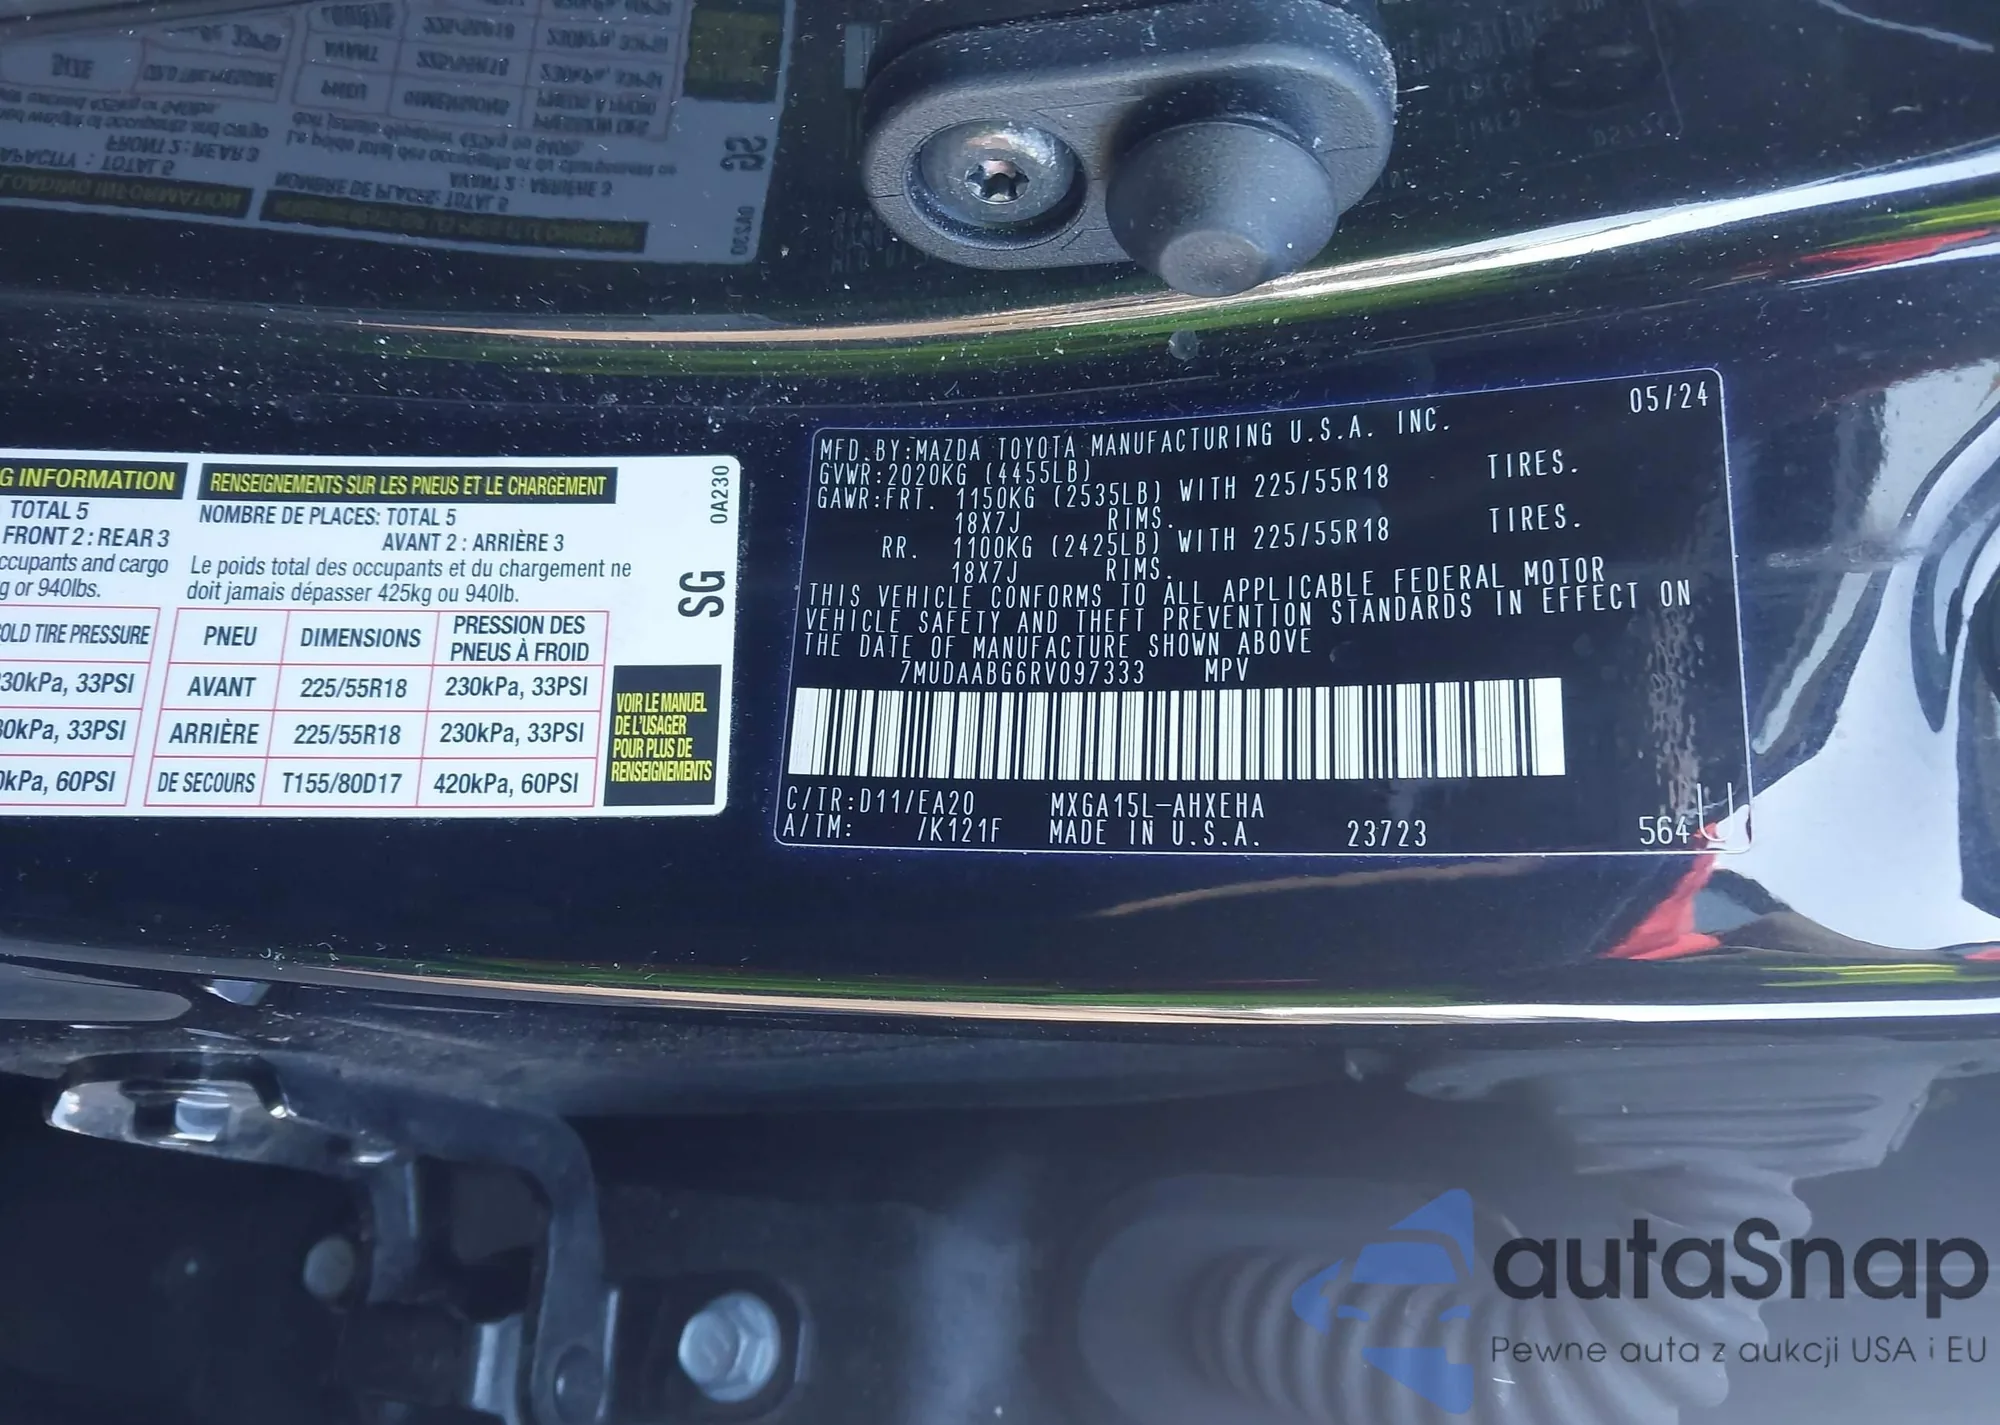 G INFORMATION
TOTAL 5
FRONT 2 : REAR 3
ccupants and cargo
g or 940lbs.
OLD TIRE PRESSURE
30kPa, 33PSI
0kPa, 33PSI
0kPa, 60PSI
RENSEIGNEMENTS SUR LES PNEUS ET LE CHARGEMENT
NOMBRE DE PLACES: TOTAL 5
AVANT 2 : ARRIÈRE 3
Le poids total des occupants et du chargement ne
doit jamais dépasser 425kg ou 940lb.
PNEU DIMENSIONS PRESSION DES PNEUS À FROID
AVANT 225/55R18 230kPa, 33PSI
ARRIÈRE 225/55R18 230kPa, 33PSI
DE SECOURS T155/80D17 420kPa, 60PSI
0A230
SG
VOIR LE MANUEL
DE L'USAGER
POUR PLUS DE
RENSEIGNEMENTS
05/24
MFD.BY:MAZDA TOYOTA MANUFACTURING U.S.A. INC.
GVWR:2020KG (4455LB)
GAWR:FRT. 1150KG (2535LB) WITH 225/55R18 TIRES.
18X7J RIMS.
RR. 1100KG (2425LB) WITH 225/55R18 TIRES.
18X7J RIMS.
THIS VEHICLE CONFORMS TO ALL APPLICABLE FEDERAL MOTOR
VEHICLE SAFETY AND THEFT PREVENTION STANDARDS IN EFFECT ON
THE DATE OF MANUFACTURE SHOWN ABOVE
7MUDAABG6RV097333 MPV
C/TR:D11/EA20 MXGA15L-AHXEHA
A/TM: /K121F MADE IN U.S.A. 23723 564 U
autaSnap
Pewne auta z aukcji USA i EU